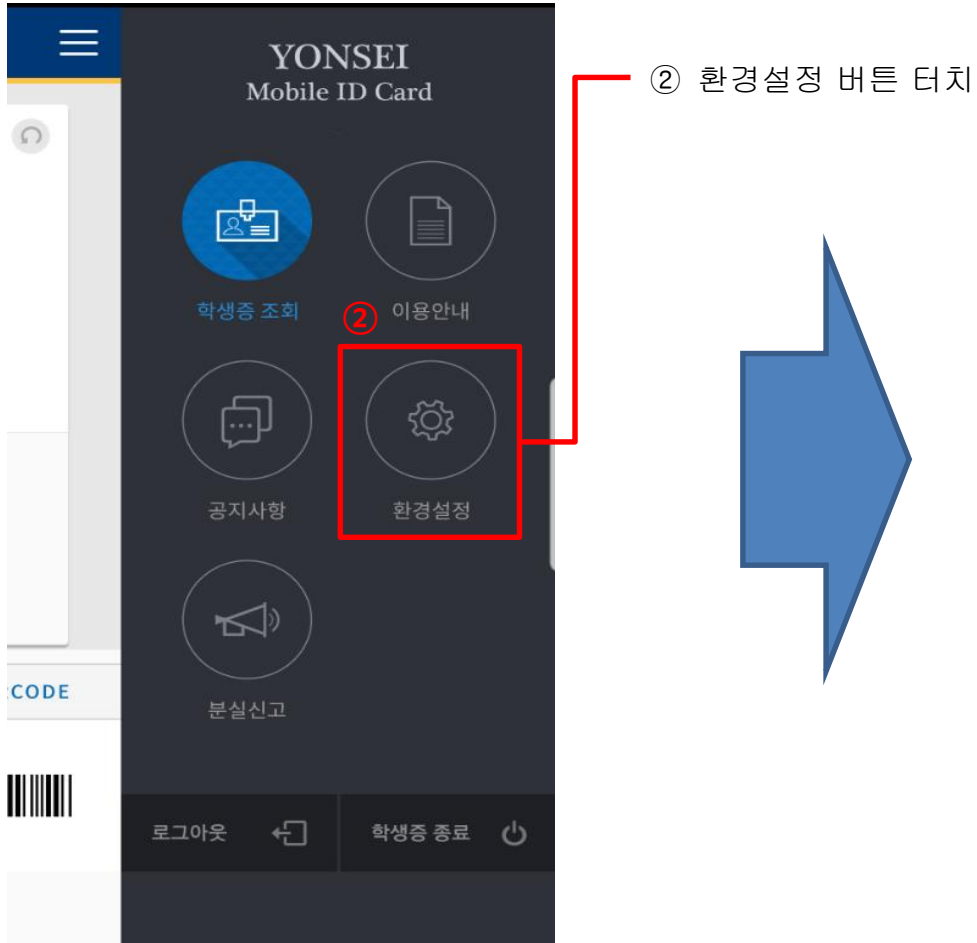 YONSEI
Mobile ID Card
② 환경설정 버튼 터치
학생증 조회
이용안내
②
공지사항
환경설정
분실신고
CODE
로그아웃
학생증 종료